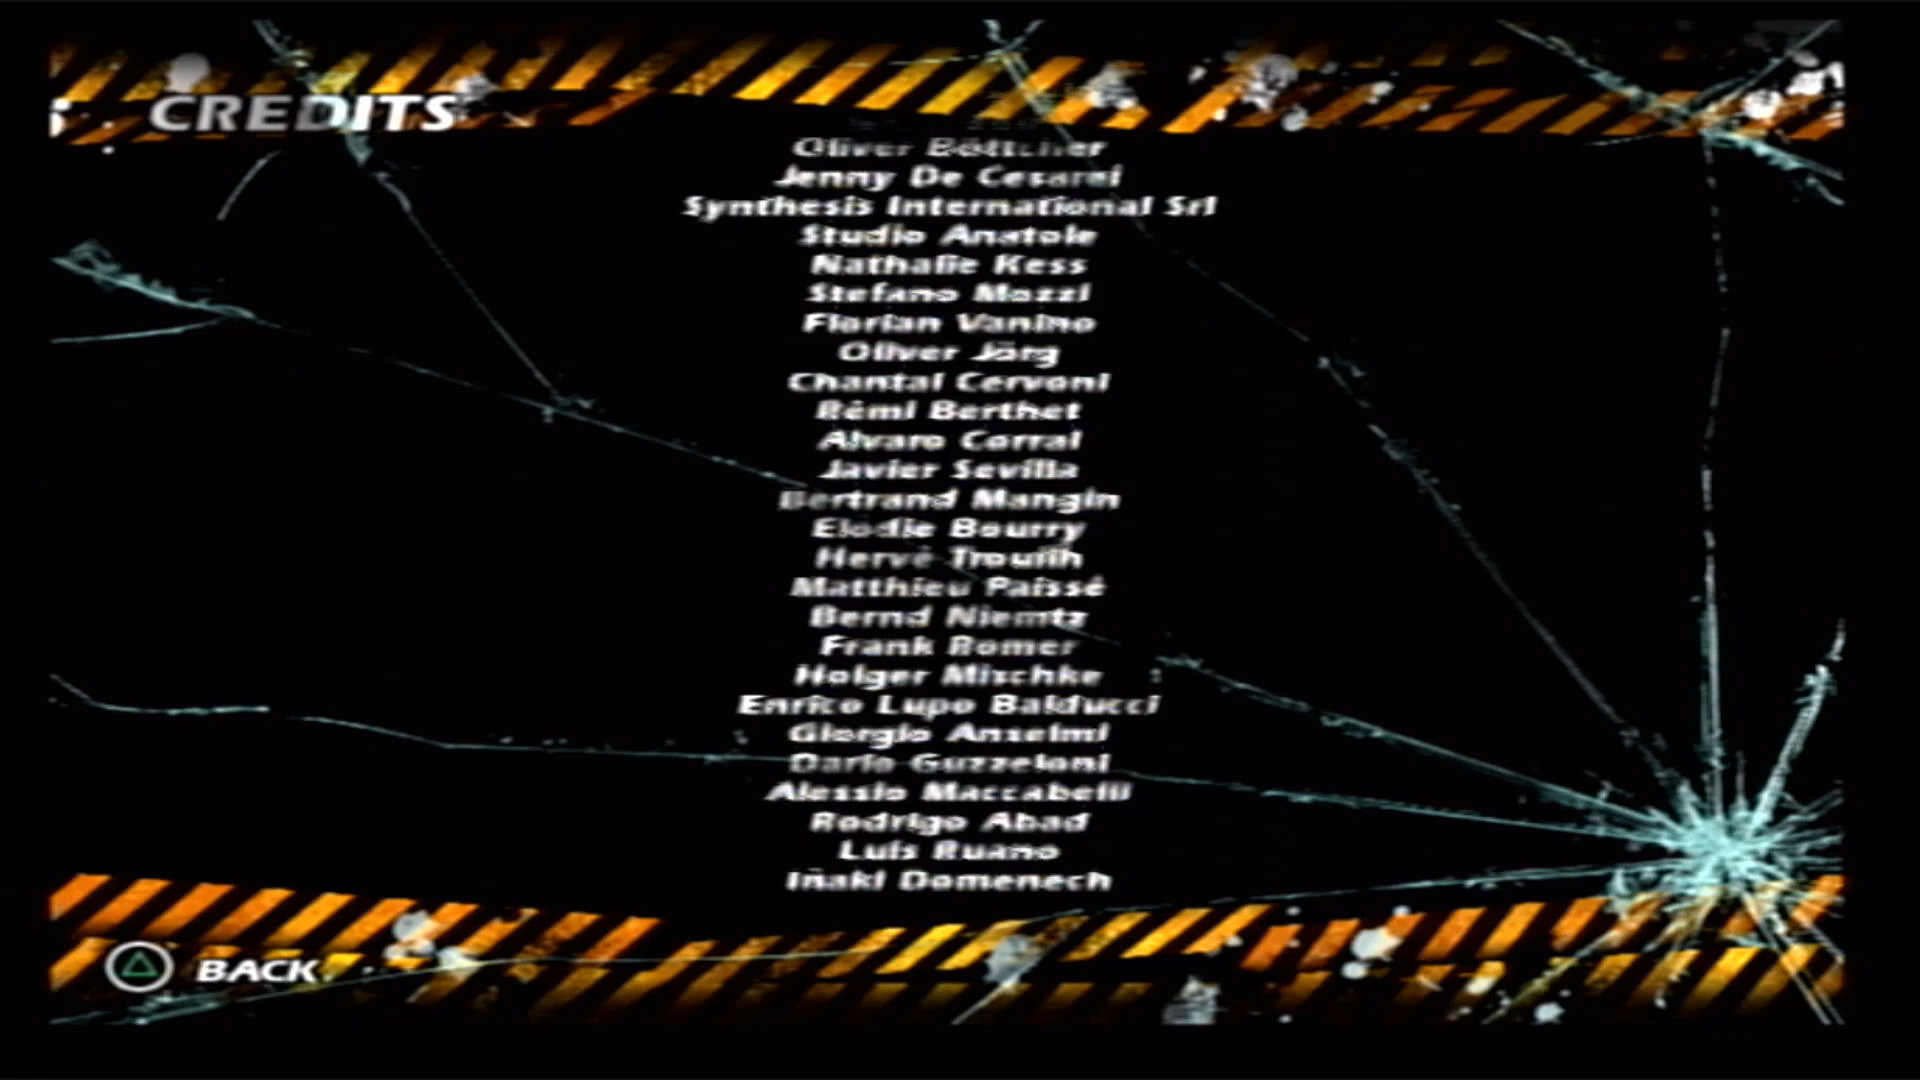 CREDITS
Oliver Böttcher
Jenny De Cesarei
Synthesis International Srl
Studio Anatole
Nathalie Kess
Stefano Mozzi
Florian Vanino
Oliver Jörg
Chantal Cervoni
Rémi Berthet
Alvaro Corral
Javier Sevilla
Bertrand Mangin
Elodie Bourry
Hervé Trouilh
Matthieu Paissé
Bernd Niemtz
Frank Romer
Holger Mischke
Enrico Lupo Balducci
Giorgio Anselmi
Dario Guzzeloni
Alessio Maccabelli
Rodrigo Abad
Luis Ruano
Iñaki Domenech
BACK